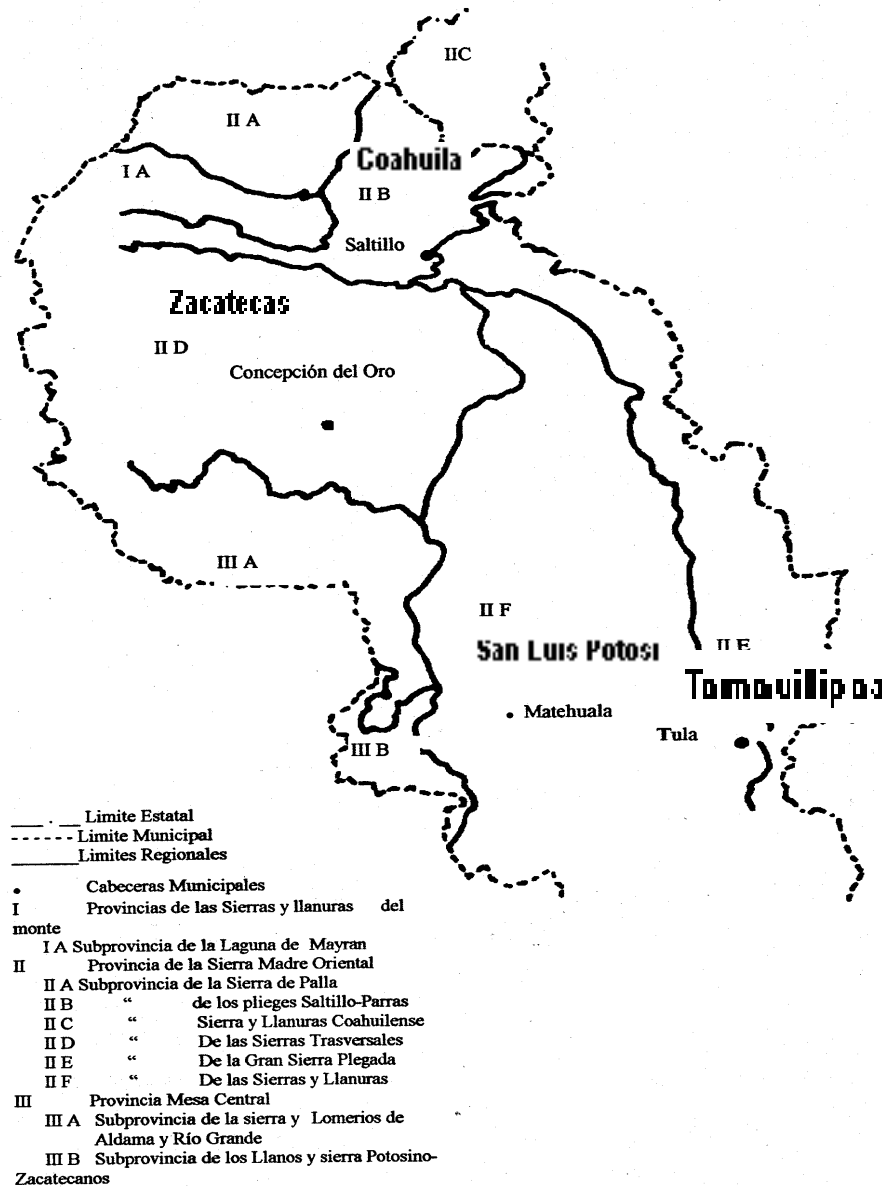 IIC
II A
Coahuila
I A
II B
Saltillo
Zacatecas
II D
Concepción del Oro
III A
II F
San Luis Potosi
II E
Tamaullipas
Matehuala
Tula
III B
___ . __ Limite Estatal
------- Limite Municipal
_______Limites Regionales
• Cabeceras Municipales
I Provincias de las Sierras y llanuras del
monte
I A Subprovincia de la Laguna de Mayran
II Provincia de la Sierra Madre Oriental
II A Subprovincia de la Sierra de Palla
II B “ de los plieges Saltillo-Parras
II C “ Sierra y Llanuras Coahuilense
II D “ De las Sierras Trasversales
II E “ De la Gran Sierra Plegada
II F “ De las Sierras y Llanuras
III Provincia Mesa Central
III A Subprovincia de la sierra y Lomerios de
Aldama y Río Grande
III B Subprovincia de los Llanos y sierra Potosino-
Zacatecanos